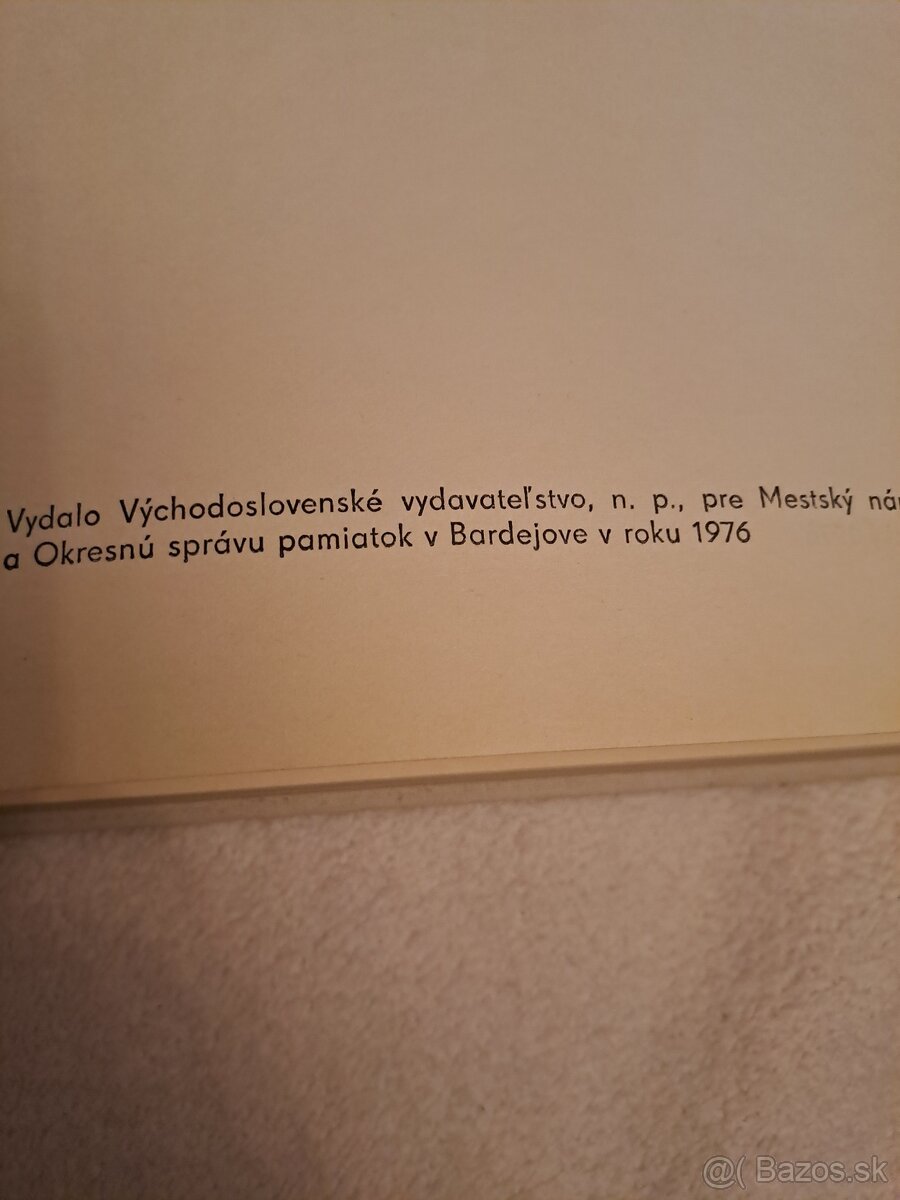 Vydalo Východoslovenské vydavateľstvo, n. p., pre Mestský
a Okresnú správu pamiatok v Bardejove v roku 1976
@( Bazos.sk